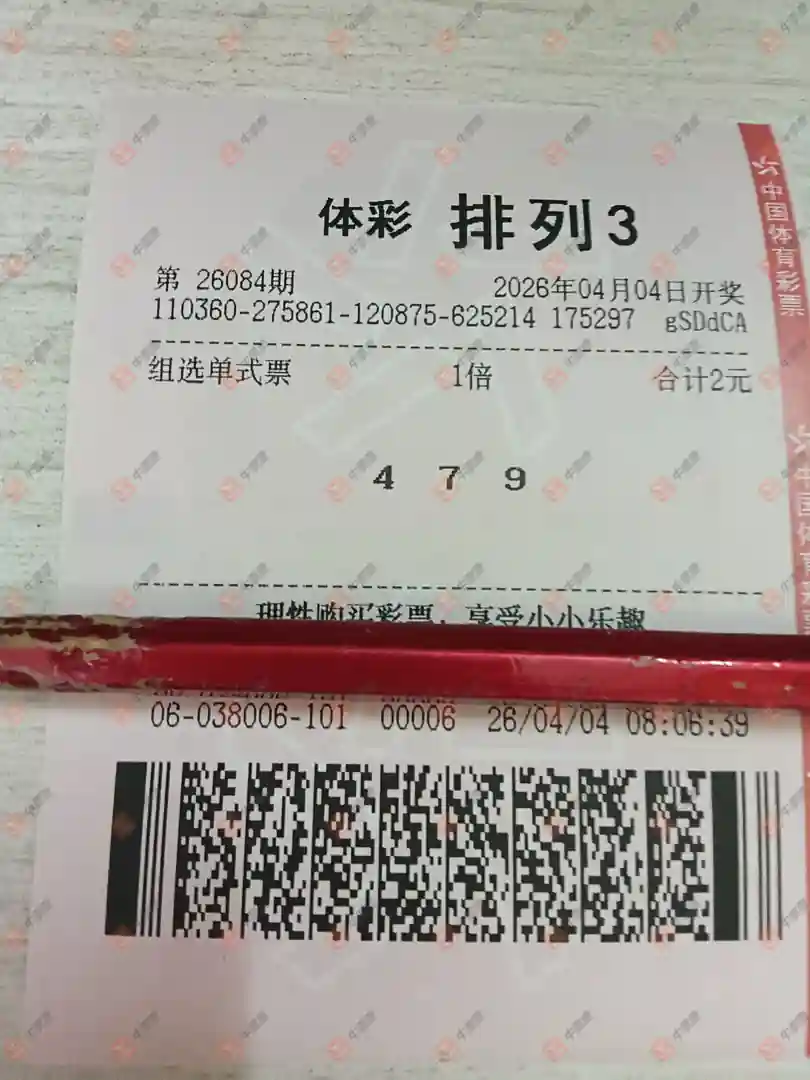 体彩 排列3
第 26084期 2026年04月04日开奖
110360-275861-120875-625214 175297 gSDdCA
组选单式票 1倍 合计2元
4 7 9
理性购买彩票，享受小小乐趣
06-038006-101 00006 26/04/04 08:06:39
中国体育彩票